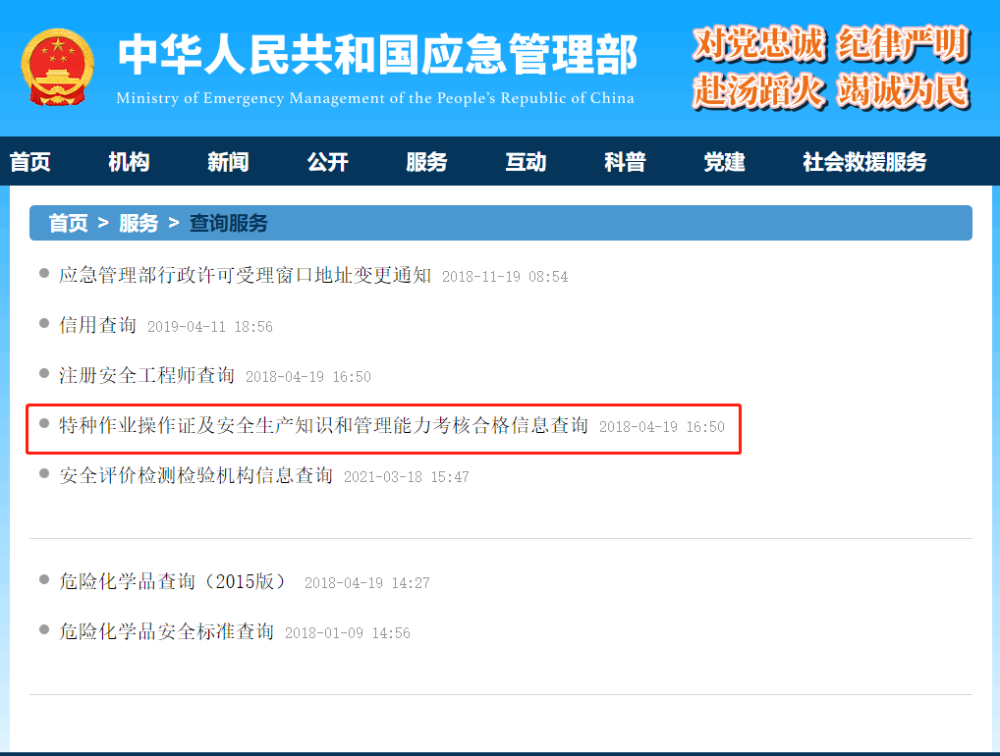 中华人民共和国应急管理部
Ministry of Emergency Management of the People's Republic of China
对党忠诚 纪律严明
赴汤蹈火 竭诚为民
首页 机构 新闻 公开 服务 互动 科普 党建 社会救援服务
首页 > 服务 > 查询服务
应急管理部行政许可受理窗口地址变更通知 2018-11-19 08:54
信用查询 2019-04-11 18:56
注册安全工程师查询 2018-04-19 16:50
特种作业操作证及安全生产知识和管理能力考核合格信息查询 2018-04-19 16:50
安全评价检测检验机构信息查询 2021-03-18 15:47
危险化学品查询（2015版） 2018-04-19 14:27
危险化学品安全标准查询 2018-01-09 14:56